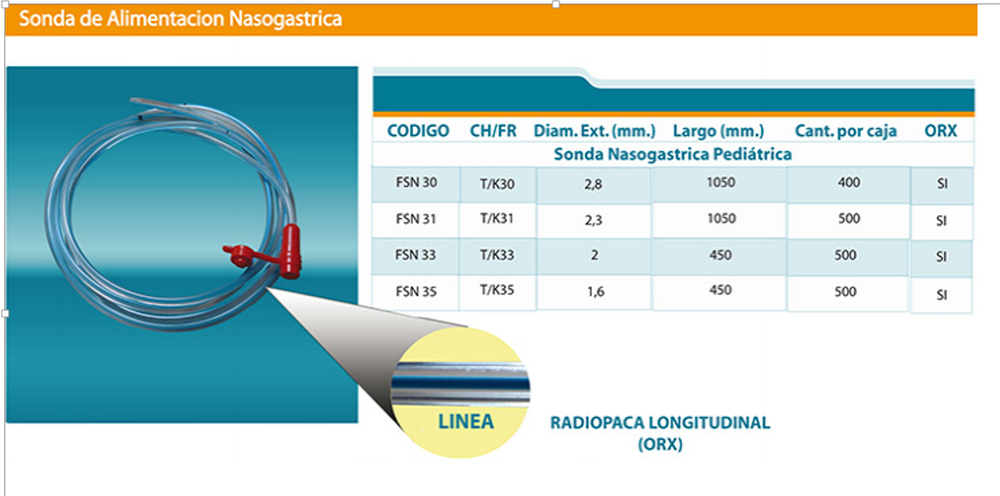 Sonda de Alimentacion Nasogastrica
CODIGO CH/FR Diam. Ext. (mm.) Largo (mm.) Cant. por caja ORX
Sonda Nasogastrica Pediátrica
FSN 30 T/K30 2,8 1050 400 SI
FSN 31 T/K31 2,3 1050 500 SI
FSN 33 T/K33 2 450 500 SI
FSN 35 T/K35 1,6 450 500 SI
LINEA
RADIOPACA LONGITUDINAL
(ORX)